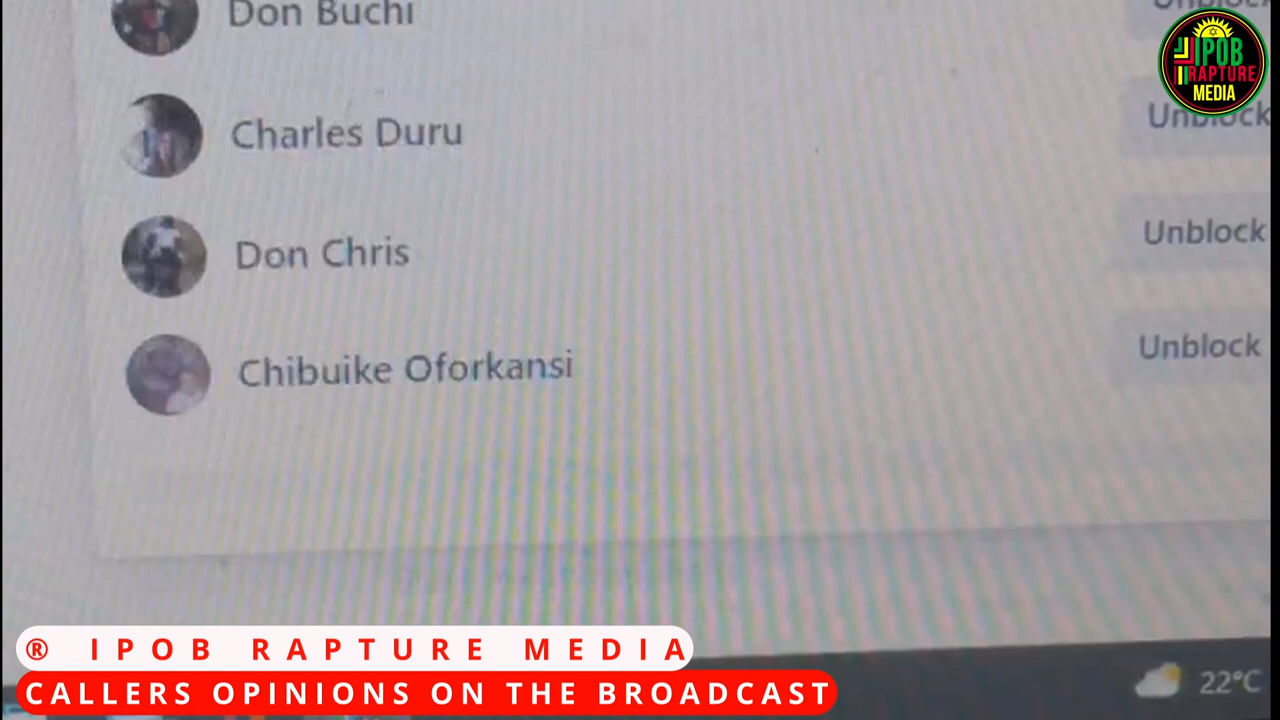 Don Buchi
Unblock
IPOB
RAPTURE
MEDIA
Charles Duru
Unblock
Don Chris
Unblock
Chibuike Oforkansi
Unblock
® IPOB RAPTURE MEDIA
CALLERS OPINIONS ON THE BROADCAST
22°C